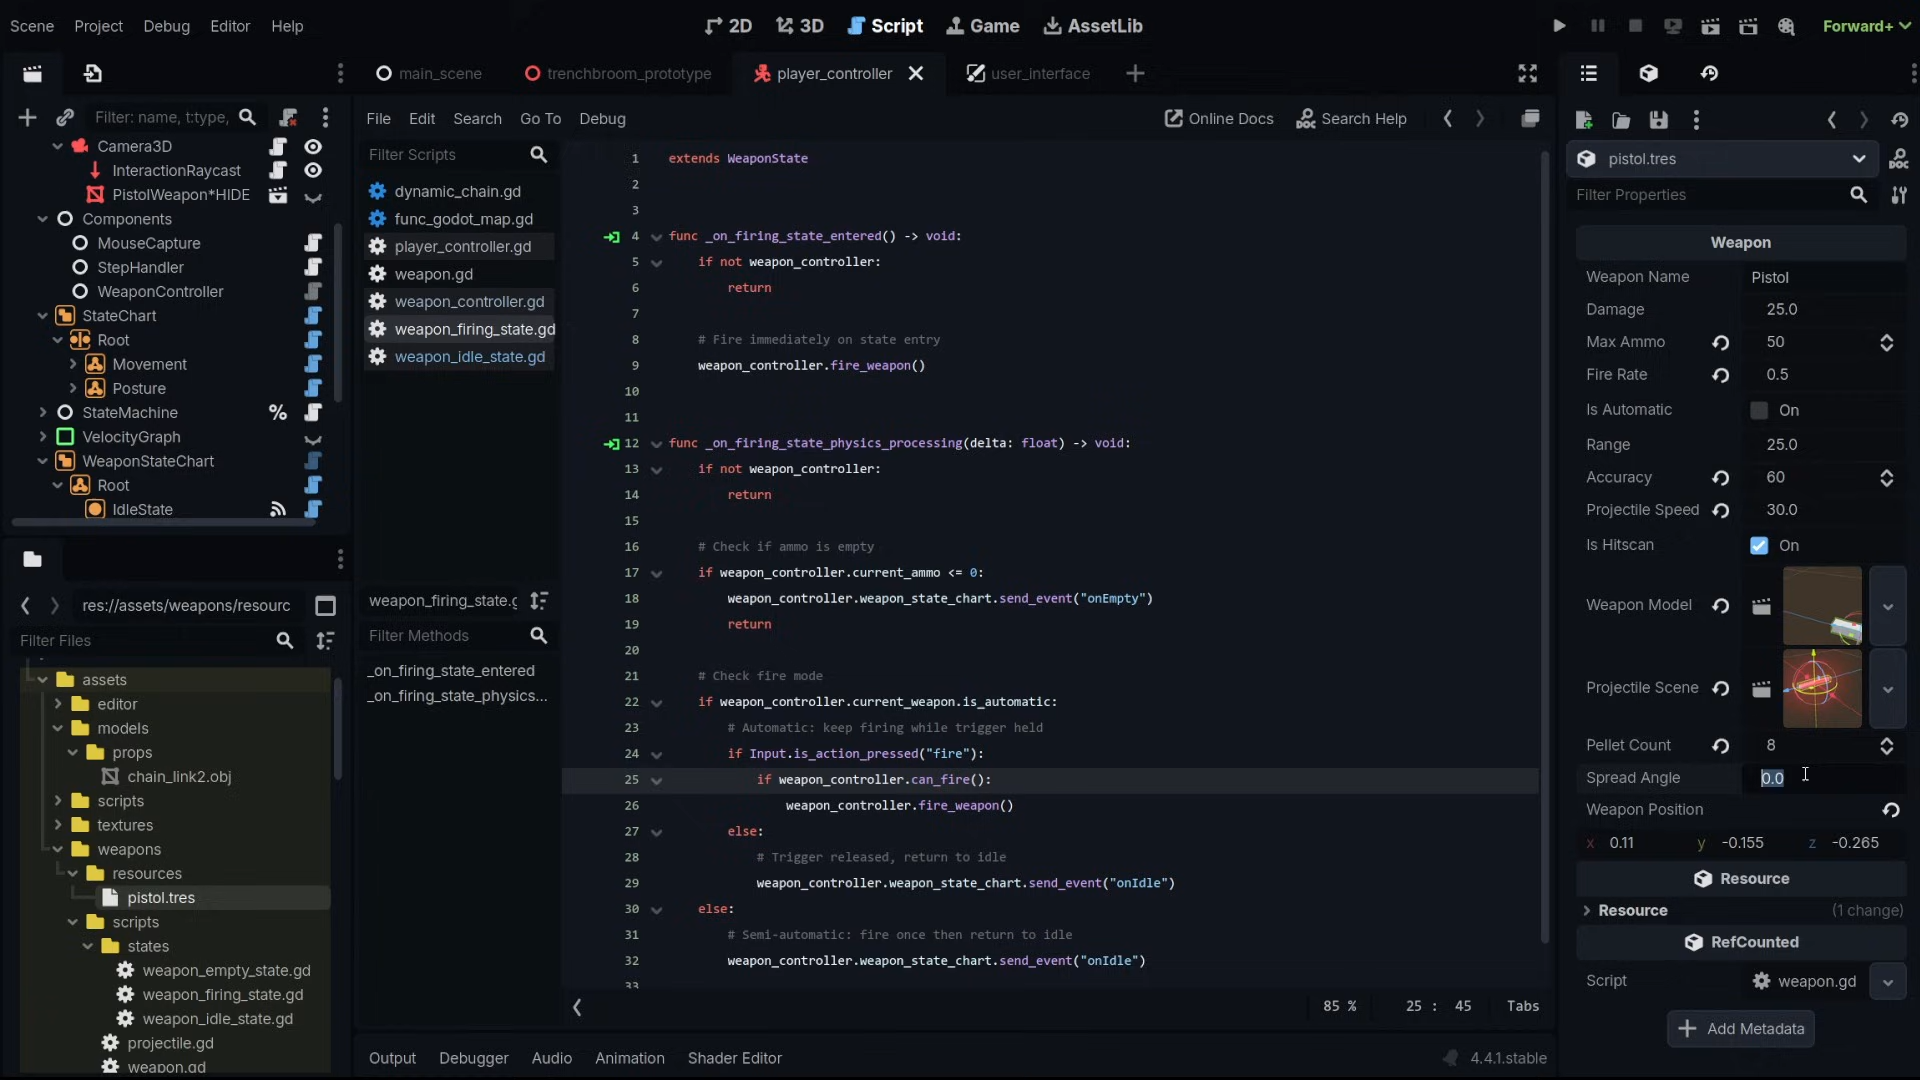 Scene Project Debug Editor Help
2D 3D Script Game AssetLib
Forward+
main_scene trenchbroom_prototype player_controller user_interface
Filter: name, t:type,
Camera3D
InteractionRaycast
PistolWeapon*HIDE
Components
MouseCapture
StepHandler
WeaponController
StateChart
Root
Movement
Posture
StateMachine %
VelocityGraph
WeaponStateChart
Root
IdleState
res://assets/weapons/resourc
Filter Files
assets
editor
models
props
chain_link2.obj
scripts
textures
weapons
resources
pistol.tres
scripts
states
weapon_empty_state.gd
weapon_firing_state.gd
weapon_idle_state.gd
projectile.gd
weapon.gd
File Edit Search Go To Debug
Online Docs Search Help
Filter Scripts
dynamic_chain.gd
func_godot_map.gd
player_controller.gd
weapon.gd
weapon_controller.gd
weapon_firing_state.gd
weapon_idle_state.gd
weapon_firing_state.g
Filter Methods
_on_firing_state_entered
_on_firing_state_physics...
1 extends WeaponState
2
3
4 func _on_firing_state_entered() -> void:
5 if not weapon_controller:
6 return
7
8 # Fire immediately on state entry
9 weapon_controller.fire_weapon()
10
11
12 func _on_firing_state_physics_processing(delta: float) -> void:
13 if not weapon_controller:
14 return
15
16 # Check if ammo is empty
17 if weapon_controller.current_ammo <= 0:
18 weapon_controller.weapon_state_chart.send_event("onEmpty")
19 return
20
21 # Check fire mode
22 if weapon_controller.current_weapon.is_automatic:
23 # Automatic: keep firing while trigger held
24 if Input.is_action_pressed("fire"):
25 if weapon_controller.can_fire():
26 weapon_controller.fire_weapon()
27 else:
28 # Trigger released, return to idle
29 weapon_controller.weapon_state_chart.send_event("onIdle")
30 else:
31 # Semi-automatic: fire once then return to idle
32 weapon_controller.weapon_state_chart.send_event("onIdle")
33
85 % 25 : 45 Tabs
Output Debugger Audio Animation Shader Editor 4.4.1.stable
pistol.tres
Filter Properties
Weapon
Weapon Name Pistol
Damage 25.0
Max Ammo 50
Fire Rate 0.5
Is Automatic On
Range 25.0
Accuracy 60
Projectile Speed 30.0
Is Hitscan On
Weapon Model
Projectile Scene
Pellet Count 8
Spread Angle 0.0
Weapon Position
x 0.11 y -0.155 z -0.265
Resource
Resource (1 change)
RefCounted
Script weapon.gd
Add Metadata